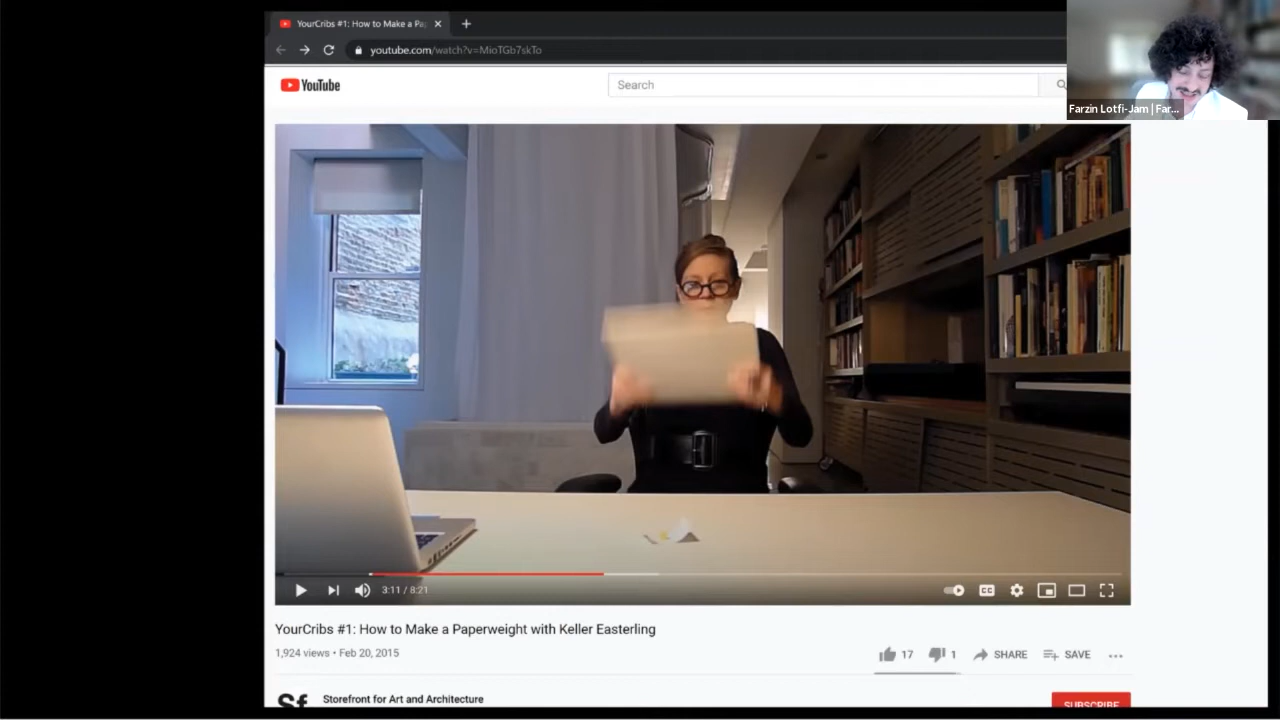 YourCribs #1: How to Make a Pa
youtube.com/watch?v=MioTGb7skTo
YouTube
Search
Farzin Lotfi-Jam | Far...
3:11 / 8:21
CC
YourCribs #1: How to Make a Paperweight with Keller Easterling
1,924 views • Feb 20, 2015
17
1
SHARE
SAVE
Sf
Storefront for Art and Architecture
SUBSCRIBE